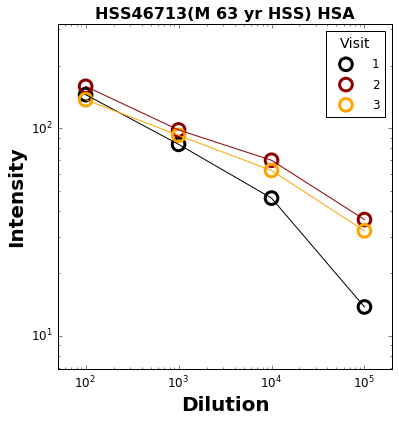 HSS46713(M 63 yr HSS) HSA
Visit
1
2
3
Intensity
10²
10¹
10² 10³ 10⁴ 10⁵
Dilution